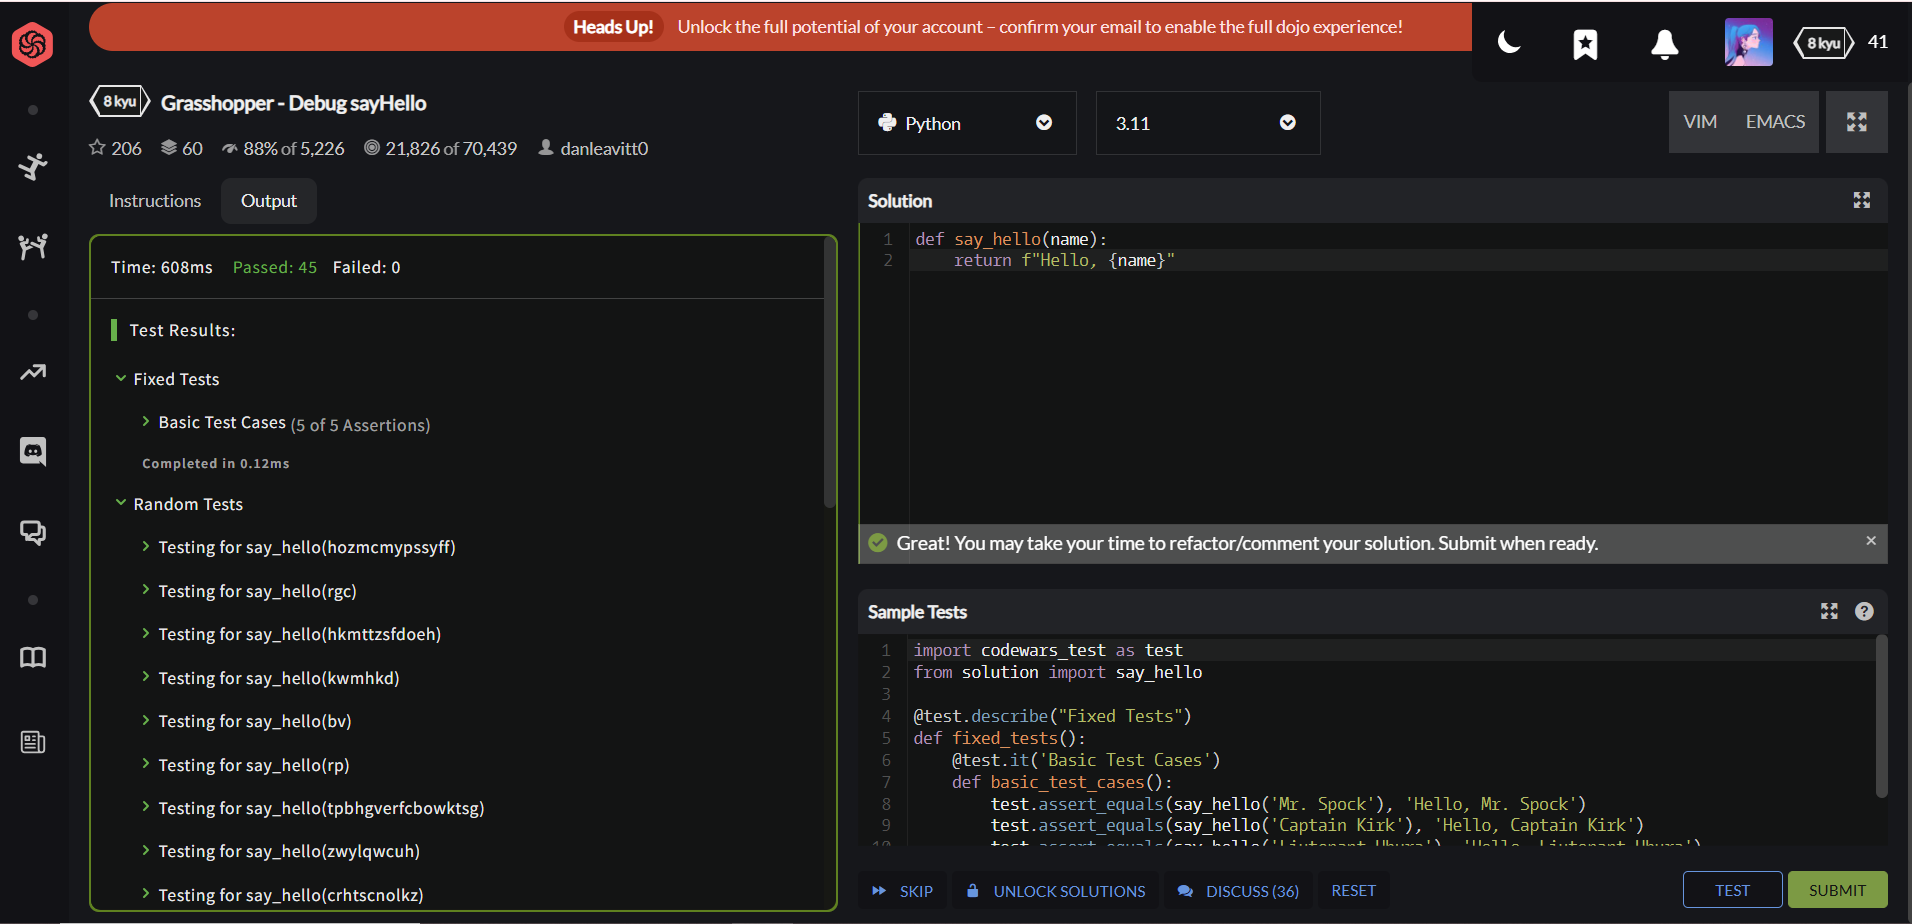 Heads Up! Unlock the full potential of your account – confirm your email to enable the full dojo experience!
8 kyu 41
8 kyu Grasshopper - Debug sayHello
206 60 88% of 5,226 21,826 of 70,439 danleavitt0
Python 3.11 VIM EMACS
Instructions Output
Time: 608ms Passed: 45 Failed: 0
Test Results:
Fixed Tests
Basic Test Cases (5 of 5 Assertions)
Completed in 0.12ms
Random Tests
Testing for say_hello(hozmcmypssyff)
Testing for say_hello(rgc)
Testing for say_hello(hkmttzsfdoeh)
Testing for say_hello(kwmhkd)
Testing for say_hello(bv)
Testing for say_hello(rp)
Testing for say_hello(tpbhgverfcbowktsg)
Testing for say_hello(zwylqwcuh)
Testing for say_hello(crhtscnolkz)
Solution
1 def say_hello(name):
2 return f"Hello, {name}"
Great! You may take your time to refactor/comment your solution. Submit when ready.
Sample Tests
1 import codewars_test as test
2 from solution import say_hello
3
4 @test.describe("Fixed Tests")
5 def fixed_tests():
6 @test.it('Basic Test Cases')
7 def basic_test_cases():
8 test.assert_equals(say_hello('Mr. Spock'), 'Hello, Mr. Spock')
9 test.assert_equals(say_hello('Captain Kirk'), 'Hello, Captain Kirk')
10 test.assert_equals(say_hello('Liutenant Uhura'), 'Hello, Liutenant Uhura')
SKIP UNLOCK SOLUTIONS DISCUSS (36) RESET TEST SUBMIT